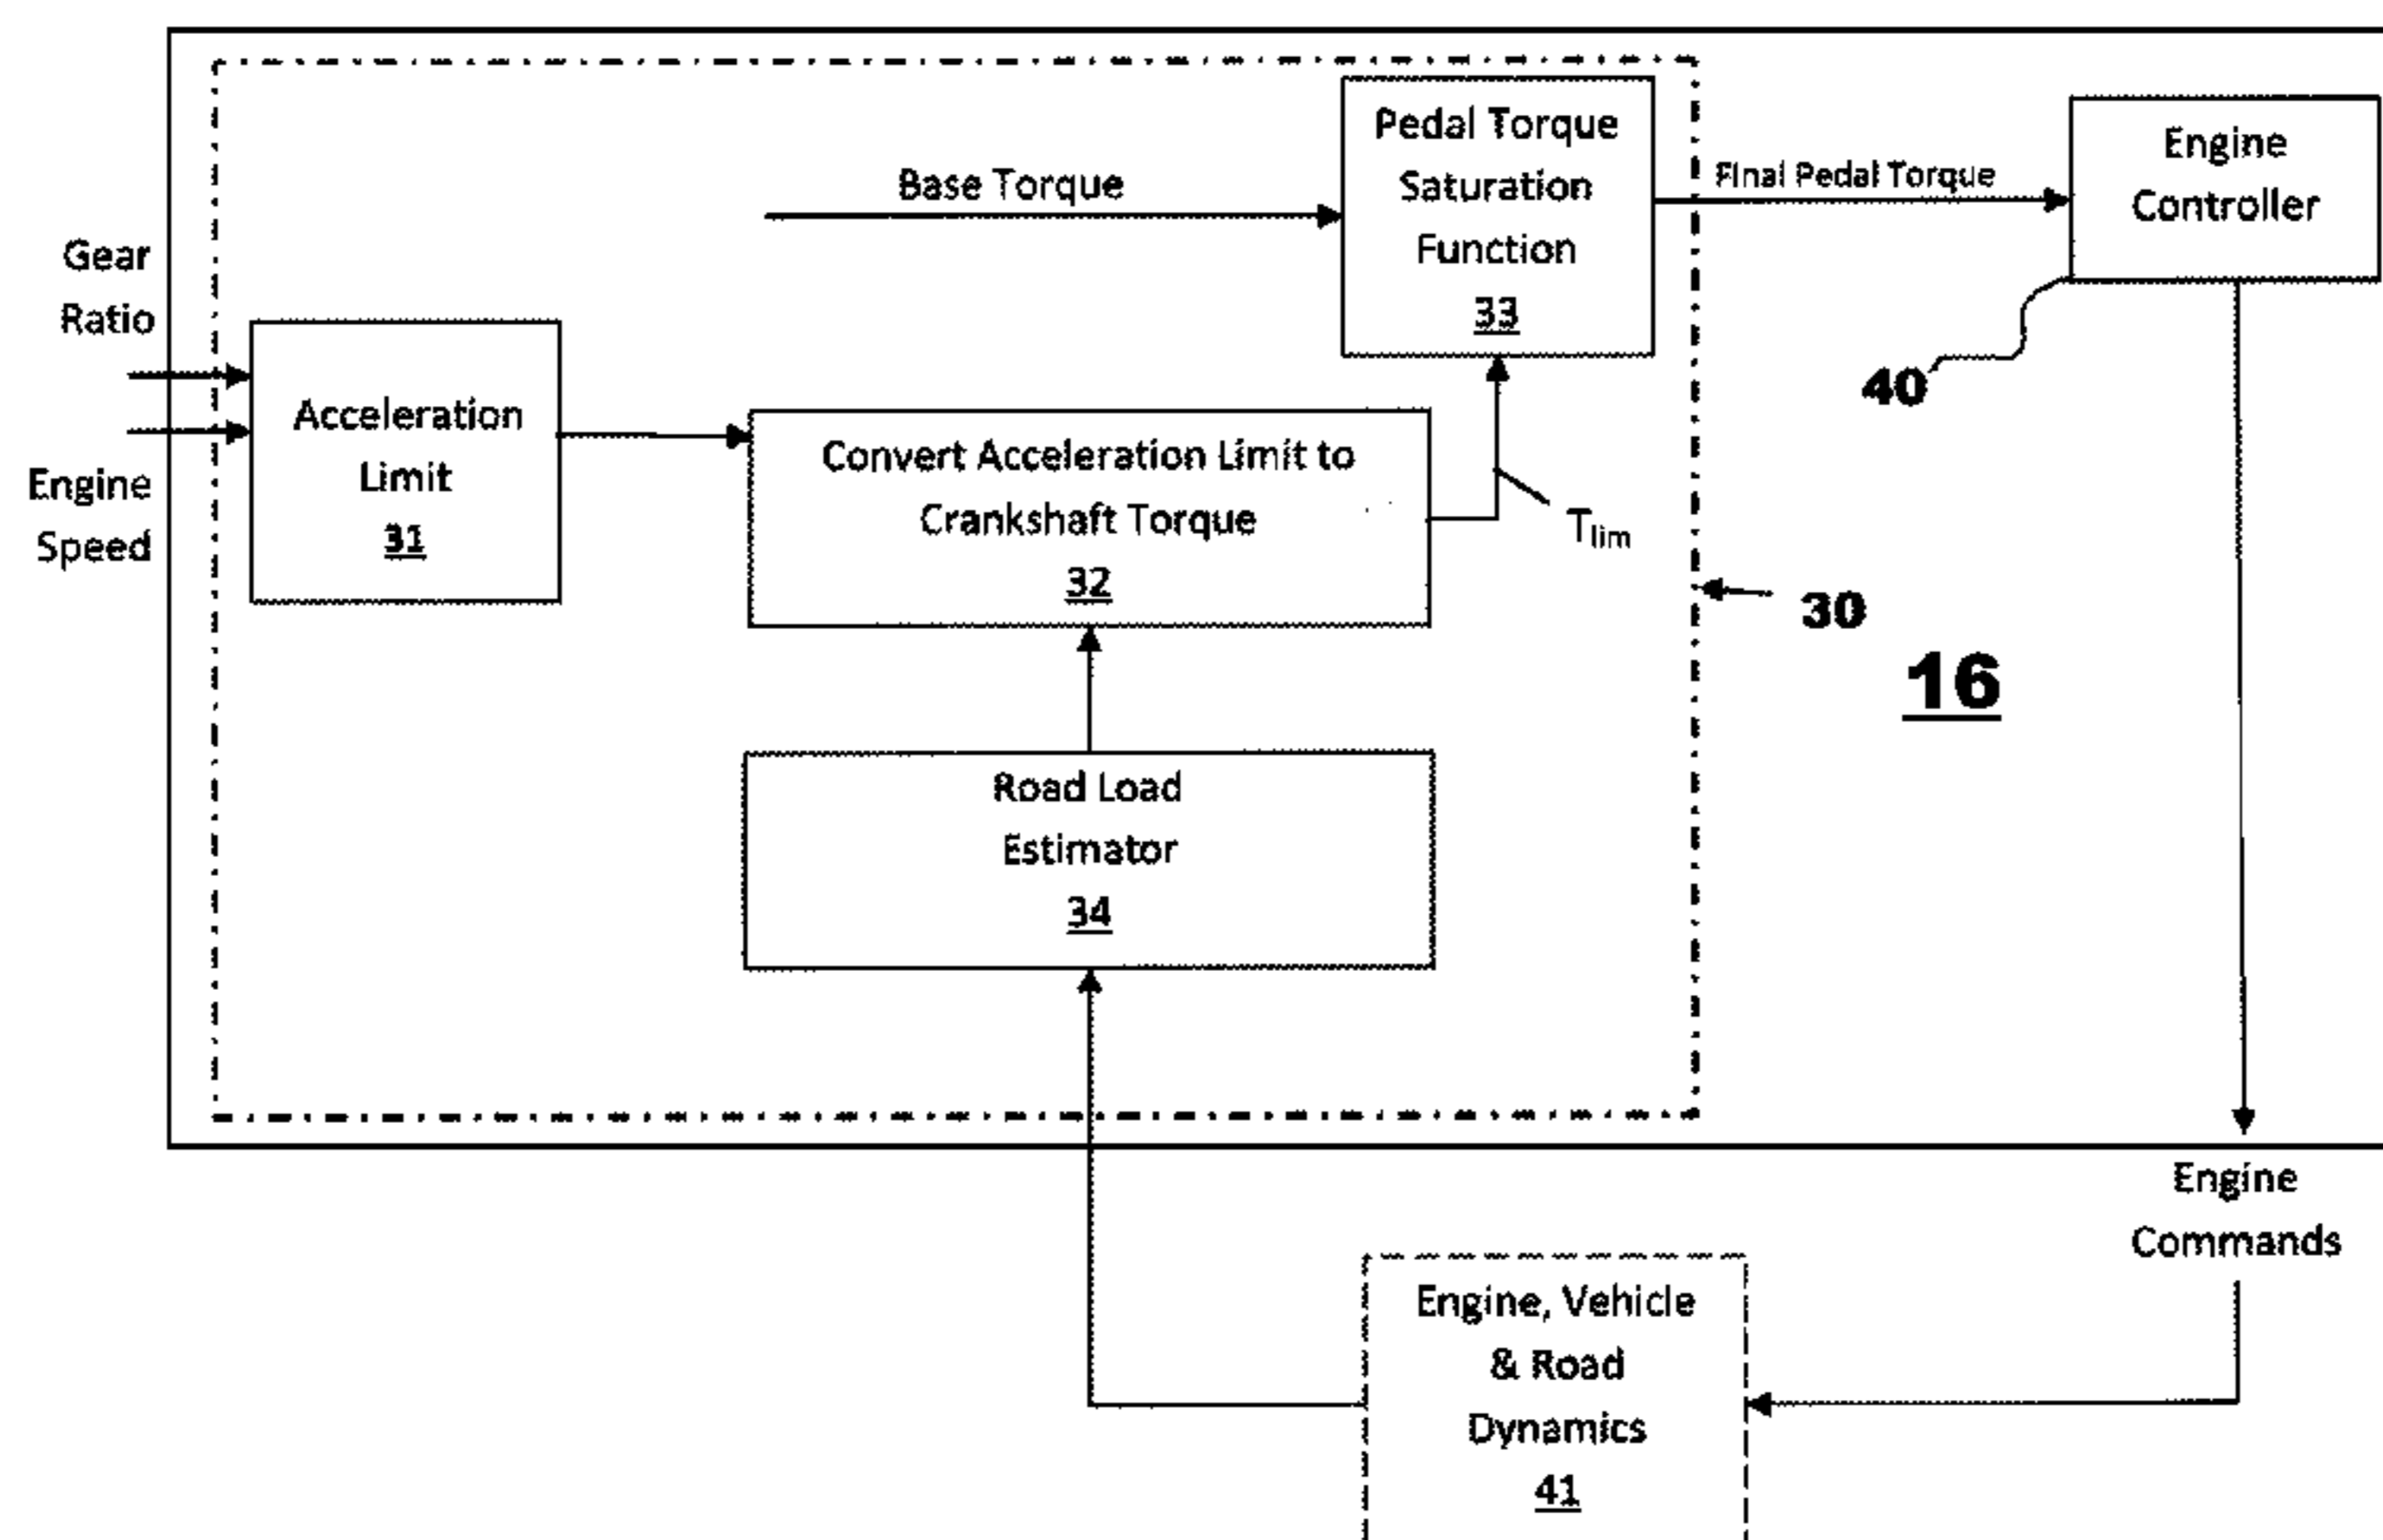 Pedal Torque
Saturation
Function
33
Engine
Controller
Base Torque
Final Pedal Torque
Gear
Ratio
40
Acceleration
Limit
31
Engine
Speed
Convert Acceleration Limit to
Crankshaft Torque
32
Tlim
30
16
Road Load
Estimator
34
Engine
Commands
Engine, Vehicle
& Road
Dynamics
41